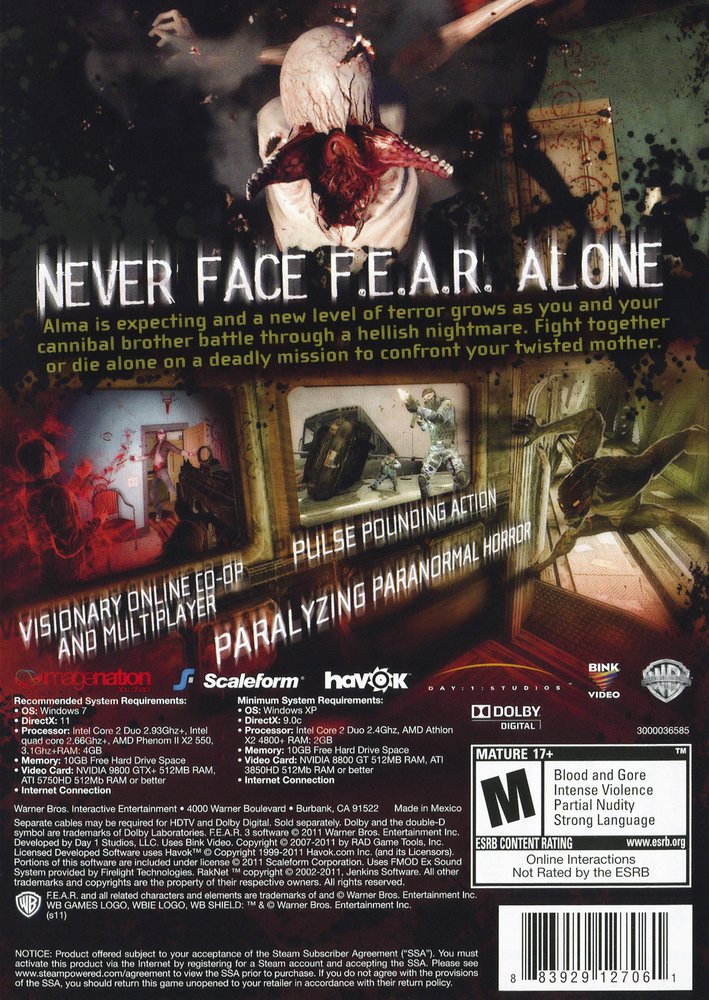 NEVER FACE F.E.A.R. ALONE
Alma is expecting and a new level of terror grows as you and your
cannibal brother battle through a hellish nightmare. Fight together
or die alone on a deadly mission to confront your twisted mother.
VISIONARY ONLINE CO-OP
AND MULTIPLAYER
PULSE POUNDING ACTION
PARALYZING PARANORMAL HORROR
imagenation
abu dhabi
Scaleform
havok
DAY 1 STUDIOS
BINK
VIDEO
WB
DOLBY
DIGITAL
3000036585
Recommended System Requirements:
• OS: Windows 7
• DirectX: 11
• Processor: Intel Core 2 Duo 2.93Ghz+, Intel
quad core 2.66Ghz+, AMD Phenom II X2 550,
3.1Ghz+RAM: 4GB
• Memory: 10GB Free Hard Drive Space
• Video Card: NVIDIA 9800 GTX+ 512MB RAM,
ATI 5750HD 512Mb RAM or better
• Internet Connection
Minimum System Requirements:
• OS: Windows XP
• DirectX: 9.0c
• Processor: Intel Core 2 Duo 2.4Ghz, AMD Athlon
X2 4800+ RAM: 2GB
• Memory: 10GB Free Hard Drive Space
• Video Card: NVIDIA 8800 GT 512MB RAM, ATI
3850HD 512Mb RAM or better
• Internet Connection
Warner Bros. Interactive Entertainment • 4000 Warner Boulevard • Burbank, CA 91522 Made in Mexico
Separate cables may be required for HDTV and Dolby Digital. Sold separately. Dolby and the double-D
symbol are trademarks of Dolby Laboratories. F.E.A.R. 3 software © 2011 Warner Bros. Entertainment Inc.
Developed by Day 1 Studios, LLC. Uses Bink Video. Copyright © 2007-2011 by RAD Game Tools, Inc.
Licensed Developed Software uses Havok™ © Copyright 1999-2011 Havok.com Inc. (and its Licensors).
Portions of this software are included under license © 2011 Scaleform Corporation. Uses FMOD Ex Sound
System provided by Firelight Technologies. RakNet ™ copyright © 2002-2011, Jenkins Software. All other
trademarks and copyrights are the property of their respective owners. All rights reserved.
WB
F.E.A.R. and all related characters and elements are trademarks of and © Warner Bros. Entertainment Inc.
WB GAMES LOGO, WBIE LOGO, WB SHIELD: ™ & © Warner Bros. Entertainment Inc.
(s11)
MATURE 17+ ™
M
Blood and Gore
Intense Violence
Partial Nudity
Strong Language
ESRB CONTENT RATING www.esrb.org
Online Interactions
Not Rated by the ESRB
NOTICE: Product offered subject to your acceptance of the Steam Subscriber Agreement ("SSA"). You must
activate this product via the Internet by registering for a Steam account and accepting the SSA. Please see
www.steampowered.com/agreement to view the SSA prior to purchase. If you do not agree with the provisions
of the SSA, you should return this game unopened to your retailer in accordance with their return policy.
8 83929 12706 1